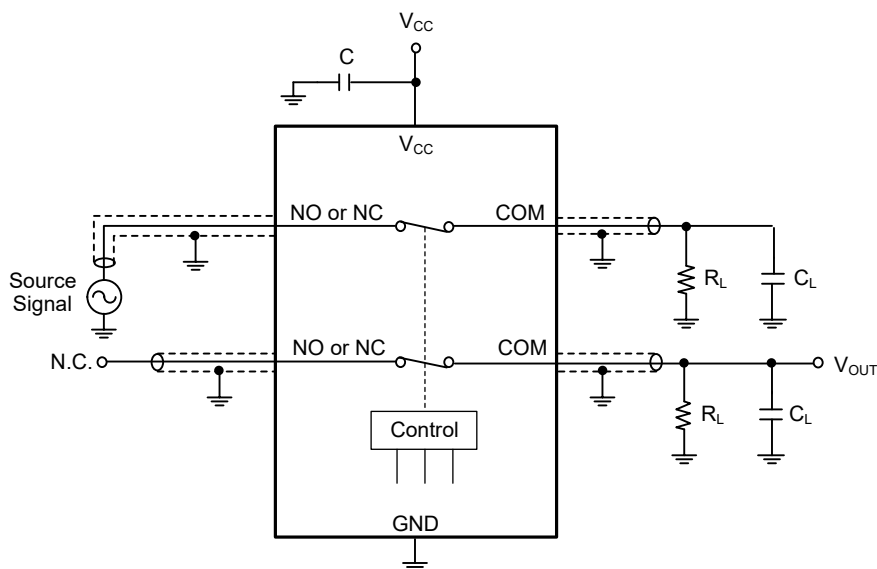 VCC
C
VCC
NO or NC
COM
Source
Signal
RL
CL
N.C.
NO or NC
COM
VOUT
RL
CL
Control
GND